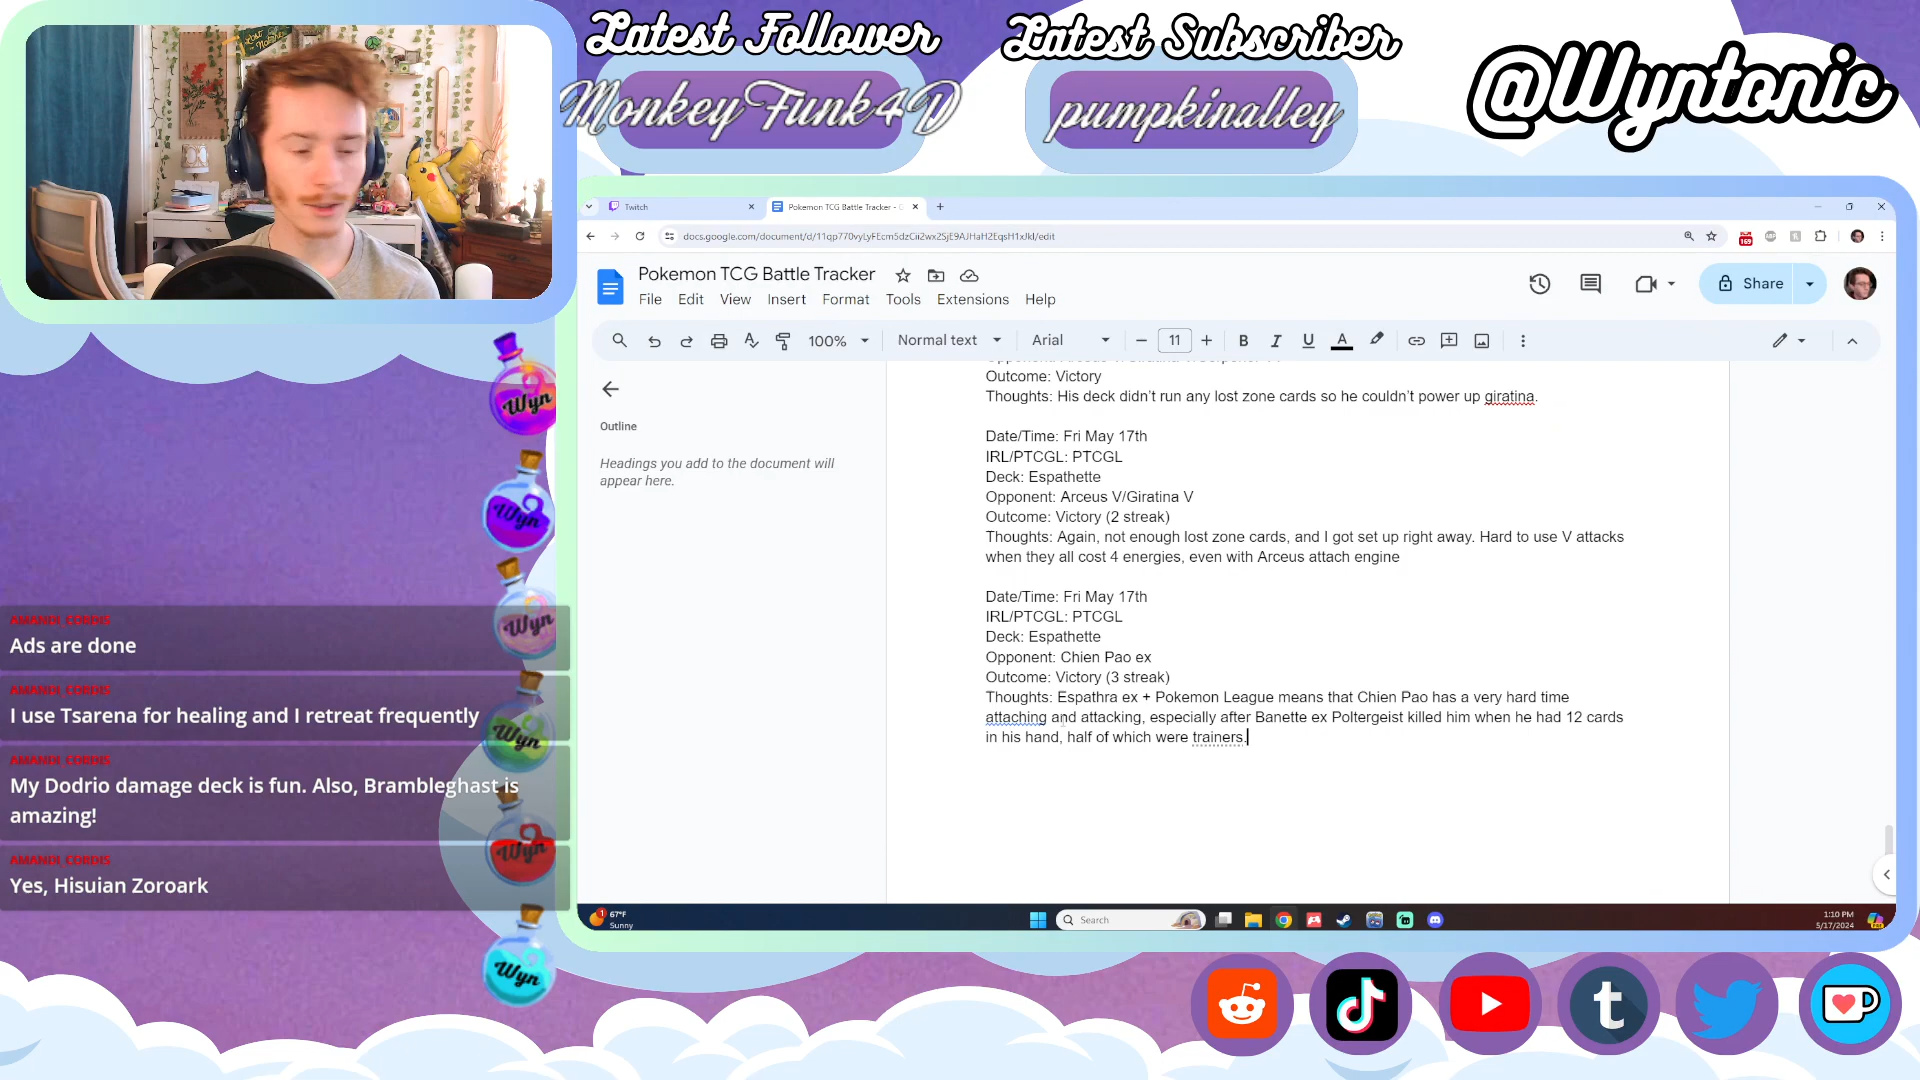 Latest Follower
Latest Subscriber
@Wyntonic
MonkeyFunk4D
pumpkinalley
Twitch
Pokemon TCG Battle Tracker - G
Pokemon TCG Battle Tracker
File Edit View Insert Format Tools Extensions Help
Share
100%
Normal text
Arial
11
Outline
Headings you add to the document will
appear here.
Outcome: Victory
Thoughts: His deck didn't run any lost zone cards so he couldn't power up giratina.
Date/Time: Fri May 17th
IRL/PTCGL: PTCGL
Deck: Espathette
Opponent: Arceus V/Giratina V
Outcome: Victory (2 streak)
Thoughts: Again, not enough lost zone cards, and I got set up right away. Hard to use V attacks
when they all cost 4 energies, even with Arceus attach engine
Date/Time: Fri May 17th
IRL/PTCGL: PTCGL
Deck: Espathette
Opponent: Chien Pao ex
Outcome: Victory (3 streak)
Thoughts: Espathra ex + Pokemon League means that Chien Pao has a very hard time
attaching and attacking, especially after Banette ex Poltergeist killed him when he had 12 cards
in his hand, half of which were trainers.
Wyn
Wyn
Wyn
Wyn
Wyn
Wyn
Ads are done
I use Tsarena for healing and I retreat frequently
My Dodrio damage deck is fun. Also, Brambleghast is
amazing!
Yes, Hisuian Zoroark
67°F
Sunny
Search
1:10 PM
5/17/2024